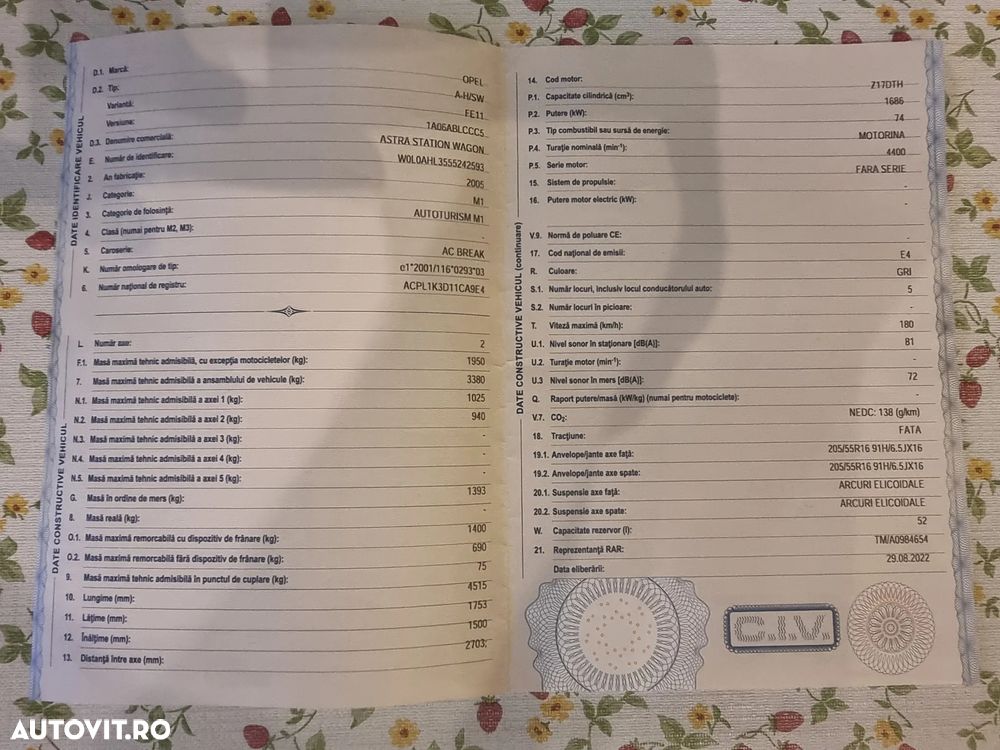 DATE IDENTIFICARE VEHICUL
D.1. Marcă: OPEL
D.2. Tip: A-H/SW
Variantă: FE11
Versiune: 1A06ABLCCC5
D.3. Denumire comercială: ASTRA STATION WAGON
E. Număr de identificare: W0L0AHL3555242593
2. An fabricație: 2005
J. Categorie: M1
3. Categorie de folosință: AUTOTURISM M1
4. Clasă (numai pentru M2, M3): -
5. Caroserie: AC BREAK
K. Număr omologare de tip: e1*2001/116*0293*03
6. Număr național de registru: ACPL1K3D11CA9E4
DATE CONSTRUCTIVE VEHICUL
L. Număr axe: 2
F.1. Masă maximă tehnic admisibilă, cu excepția motocicletelor (kg): 1950
7. Masă maximă tehnic admisibilă a ansamblului de vehicule (kg): 3380
N.1. Masă maximă tehnic admisibilă a axei 1 (kg): 1025
N.2. Masă maximă tehnic admisibilă a axei 2 (kg): 940
N.3. Masă maximă tehnic admisibilă a axei 3 (kg): -
N.4. Masă maximă tehnic admisibilă a axei 4 (kg): -
N.5. Masă maximă tehnic admisibilă a axei 5 (kg): -
G. Masă în ordine de mers (kg): 1393
8. Masă reală (kg):
O.1. Masă maximă remorcabilă cu dispozitiv de frânare (kg): 1400
O.2. Masă maximă remorcabilă fără dispozitiv de frânare (kg): 690
9. Masă maximă tehnic admisibilă în punctul de cuplare (kg): 75
10. Lungime (mm): 4515
11. Lățime (mm): 1753
12. Înălțime (mm): 1500
13. Distanță între axe (mm): 2703;
DATE CONSTRUCTIVE VEHICUL (continuare)
14. Cod motor: Z17DTH
P.1. Capacitate cilindrică (cm³): 1686
P.2. Putere (kW): 74
P.3. Tip combustibil sau sursă de energie: MOTORINA
P.4. Turație nominală (min⁻¹): 4400
P.5. Serie motor: FARA SERIE
15. Sistem de propulsie: -
16. Putere motor electric (kW): -
V.9. Normă de poluare CE: -
17. Cod național de emisii: E4
R. Culoare: GRI
S.1. Număr locuri, inclusiv locul conducătorului auto: 5
S.2. Număr locuri în picioare: -
T. Viteză maximă (km/h): 180
U.1. Nivel sonor în staționare [dB(A)]: 81
U.2. Turație motor (min⁻¹): -
U.3 Nivel sonor în mers [dB(A)]: 72
Q. Raport putere/masă (kW/kg) (numai pentru motociclete): -
V.7. CO₂: NEDC: 138 (g/km)
18. Tracțiune: FATA
19.1. Anvelope/jante axe față: 205/55R16 91H/6.5JX16
19.2. Anvelope/jante axe spate: 205/55R16 91H/6.5JX16
20.1. Suspensie axe față: ARCURI ELICOIDALE
20.2. Suspensie axe spate: ARCURI ELICOIDALE
W. Capacitate rezervor (l): 52
21. Reprezentanță RAR: TM/A0984654
Data eliberării: 29.08.2022
C.I.V.
AUTOVIT.RO